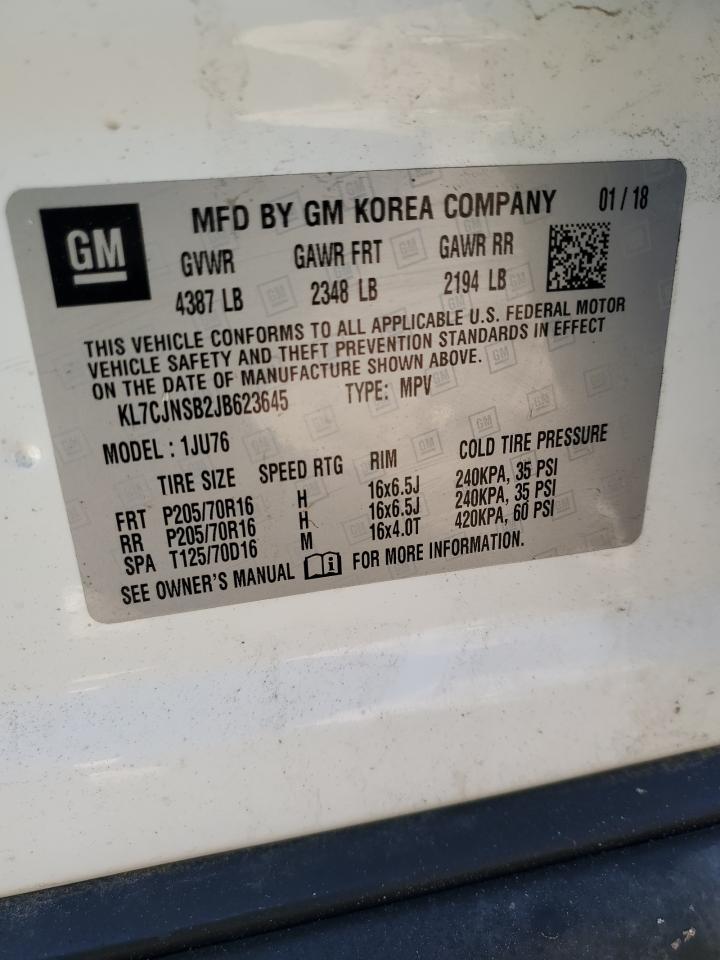 GM
MFD BY GM KOREA COMPANY 01 / 18
GVWR GAWR FRT GAWR RR
4387 LB 2348 LB 2194 LB
THIS VEHICLE CONFORMS TO ALL APPLICABLE U.S. FEDERAL MOTOR
VEHICLE SAFETY AND THEFT PREVENTION STANDARDS IN EFFECT
ON THE DATE OF MANUFACTURE SHOWN ABOVE.
KL7CJNSB2JB623645 TYPE: MPV
MODEL : 1JU76
TIRE SIZE SPEED RTG RIM COLD TIRE PRESSURE
FRT P205/70R16 H 16x6.5J 240KPA, 35 PSI
RR P205/70R16 H 16x6.5J 240KPA, 35 PSI
SPA T125/70D16 M 16x4.0T 420KPA, 60 PSI
SEE OWNER'S MANUAL i FOR MORE INFORMATION.